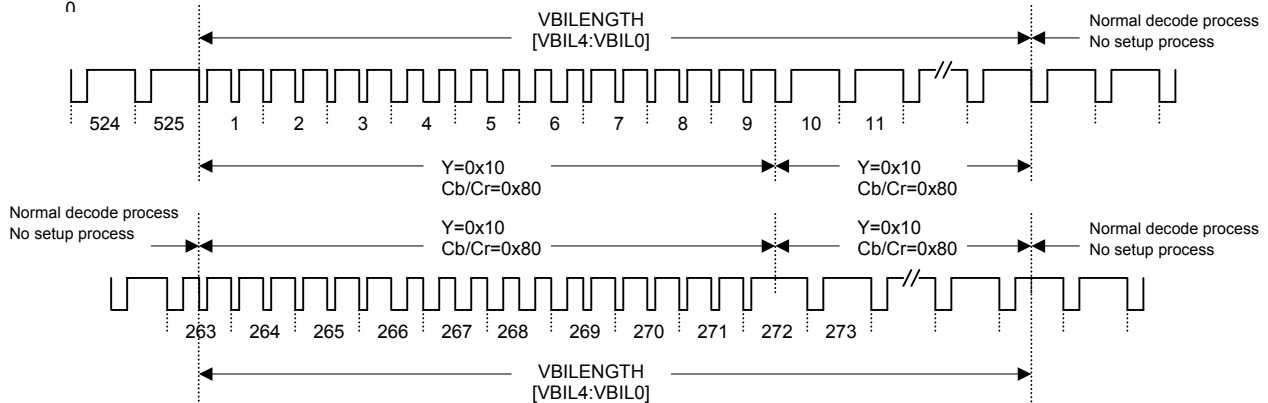 VBILENGTH
[VBIL4:VBIL0]
Normal decode process
No setup process
524 525 1 2 3 4 5 6 7 8 9 10 11
Y=0x10
Cb/Cr=0x80
Y=0x10
Cb/Cr=0x80
Normal decode process
No setup process
Y=0x10
Cb/Cr=0x80
Y=0x10
Cb/Cr=0x80
Normal decode process
No setup process
263 264 265 266 267 268 269 270 271 272 273
VBILENGTH
[VBIL4:VBIL0]